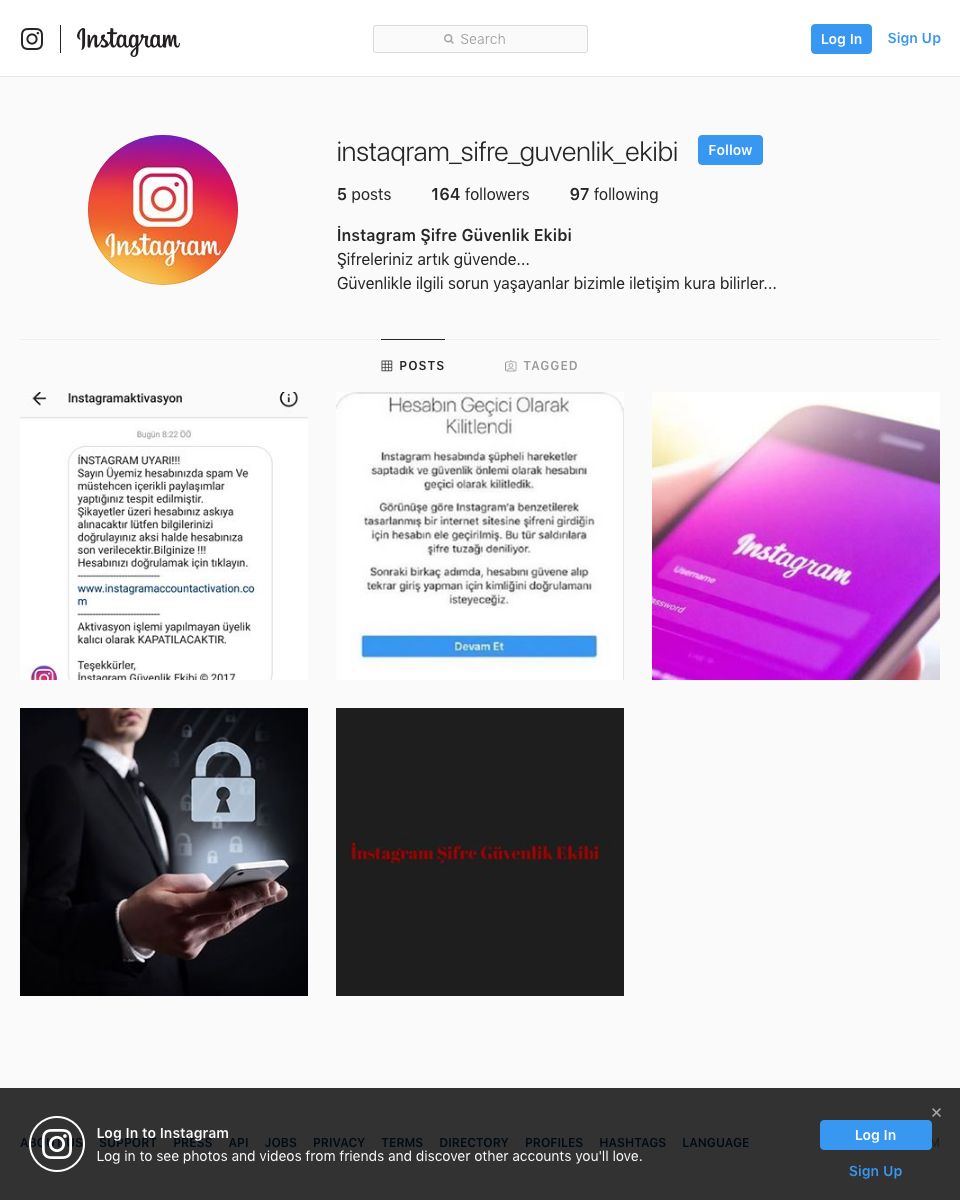 Instagram
Search
Log In
Sign Up
Instagram
instaqram_sifre_guvenlik_ekibi
Follow
5 posts 164 followers 97 following
İnstagram Şifre Güvenlik Ekibi
Şifreleriniz artık güvende...
Güvenlikle ilgili sorun yaşayanlar bizimle iletişim kura bilirler...
POSTS
TAGGED
Instagramaktivasyon
Bugün 8:22 ÖÖ
İNSTAGRAM UYARI!!!
Sayın Üyemiz hesabınızda spam Ve
müstehcen içerikli paylaşımlar
yaptığınız tespit edilmiştir.
Şikayetler üzeri hesabınız askıya
alınacaktır lütfen bilgilerinizi
doğrulayınız aksi halde hesabınıza
son verilecektir.Bilginize !!!
Hesabınızı doğrulamak için tıklayın.
---------------------------
www.instagramaccountactivation.co
m
---------------------------
Aktivasyon işlemi yapılmayan üyelik
kalıcı olarak KAPATILACAKTIR.
Teşekkürler,
İnstagram Güvenlik Ekibi © 2017
Hesabın Geçici Olarak
Kilitlendi
Instagram hesabında şüpheli hareketler
saptadık ve güvenlik önlemi olarak hesabını
geçici olarak kilitledik.
Görünüşe göre Instagram'a benzetilerek
tasarlanmış bir internet sitesine şifreni girdiğin
için hesabın ele geçirilmiş. Bu tür saldırılara
şifre tuzağı deniliyor.
Sonraki birkaç adımda, hesabını güvene alıp
tekrar giriş yapman için kimliğini doğrulamanı
isteyeceğiz.
Devam Et
Instagram
Username
assword
İnstagram Şifre Güvenlik Ekibi
SUPPORT PRESS API JOBS PRIVACY TERMS DIRECTORY PROFILES HASHTAGS LANGUAGE
Log In to Instagram
Log in to see photos and videos from friends and discover other accounts you'll love.
Log In
Sign Up